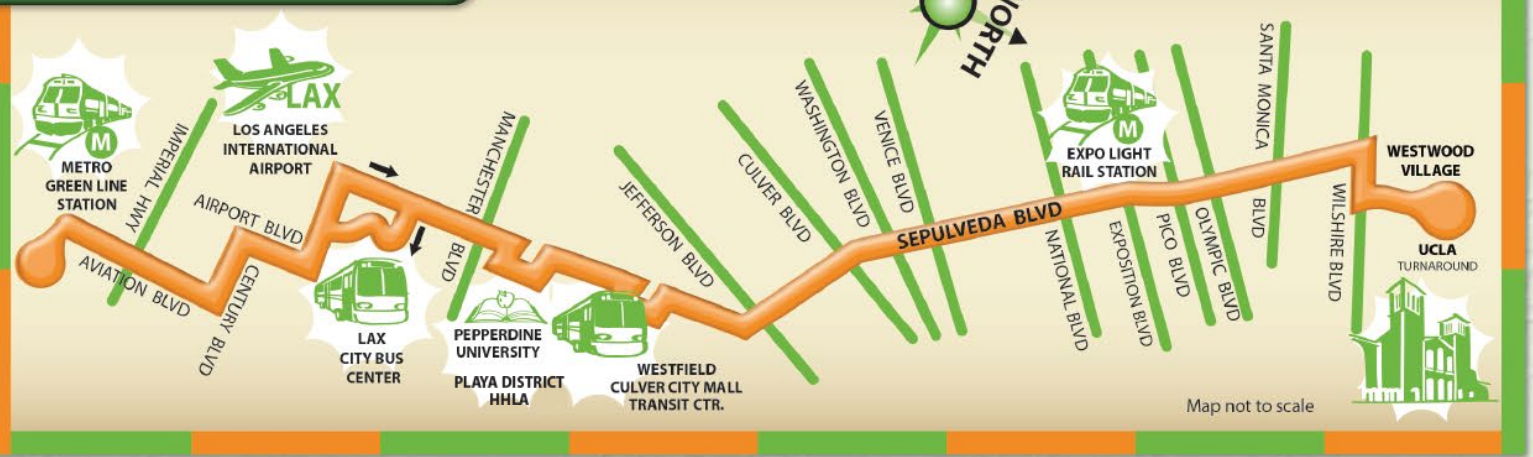 NORTH
M
METRO
GREEN LINE
STATION
IMPERIAL HWY
LAX
LOS ANGELES
INTERNATIONAL
AIRPORT
AIRPORT BLVD
AVIATION BLVD
CENTURY BLVD
LAX
CITY BUS
CENTER
MANCHESTER BLVD
PEPPERDINE
UNIVERSITY
PLAYA DISTRICT
HHLA
WESTFIELD
CULVER CITY MALL
TRANSIT CTR.
JEFFERSON BLVD
CULVER BLVD
WASHINGTON BLVD
VENICE BLVD
SEPULVEDA BLVD
NATIONAL BLVD
M
EXPO LIGHT
RAIL STATION
EXPOSITION BLVD
PICO BLVD
OLYMPIC BLVD
SANTA MONICA BLVD
WILSHIRE BLVD
WESTWOOD
VILLAGE
UCLA
TURNAROUND
Map not to scale